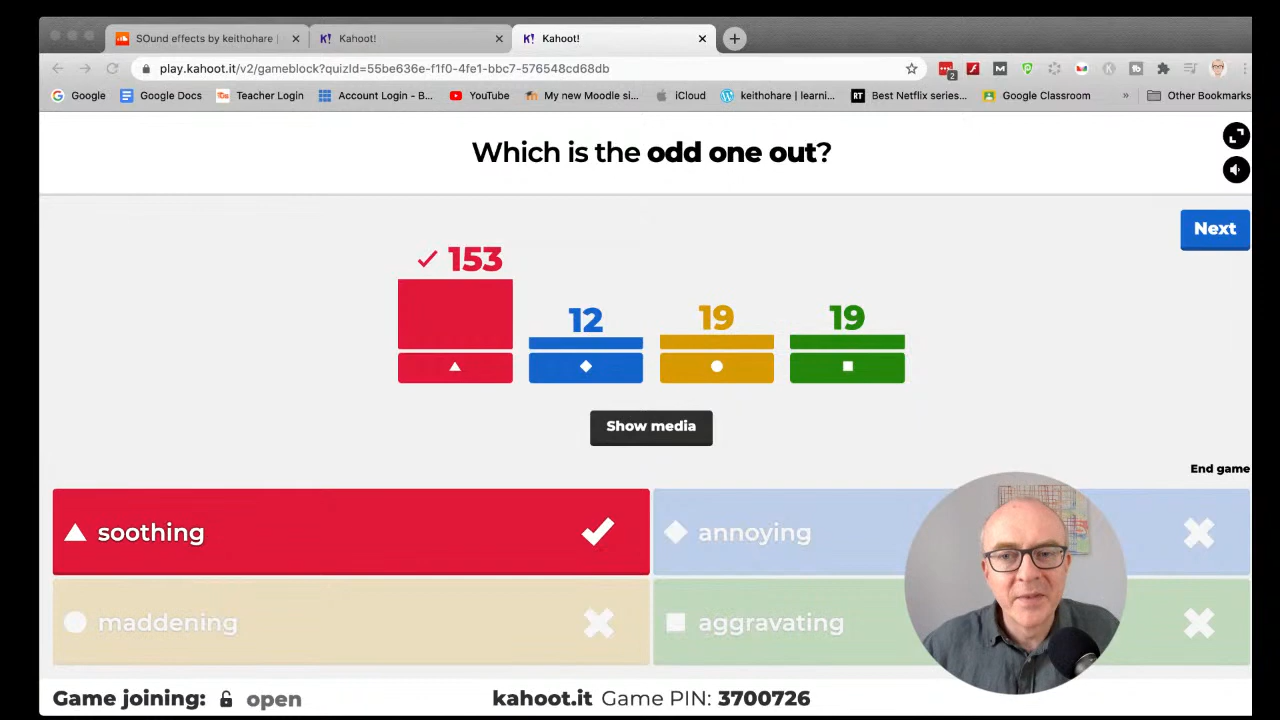 SOund effects by keithohare |
Kahoot!
Kahoot!
play.kahoot.it/v2/gameblock?quizId=55be636e-f1f0-4fe1-bbc7-576548cd68db
2
Google
Google Docs
Teacher Login
Account Login - B...
YouTube
My new Moodle si...
iCloud
keithohare | learni...
RT Best Netflix series...
Google Classroom
»
Other Bookmarks
Which is the odd one out?
Next
153
12
19
19
Show media
End game
soothing
annoying
maddening
aggravating
Game joining: open
kahoot.it Game PIN: 3700726